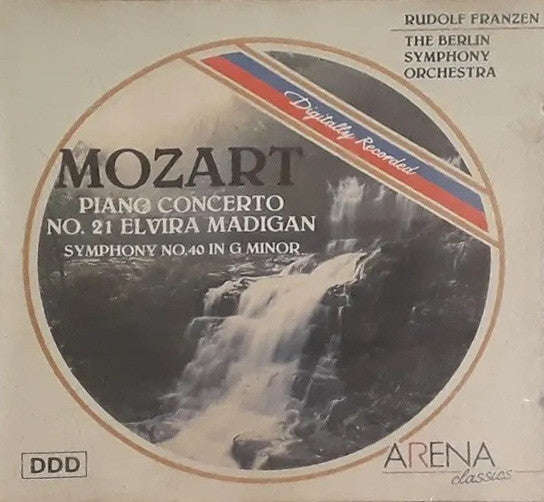 RUDOLF FRANZEN
THE BERLIN
SYMPHONY
ORCHESTRA
Digitally Recorded
MOZART
PIANO CONCERTO
NO. 21 ELVIRA MADIGAN
SYMPHONY NO.40 IN G MINOR
DDD
ARENA
classics